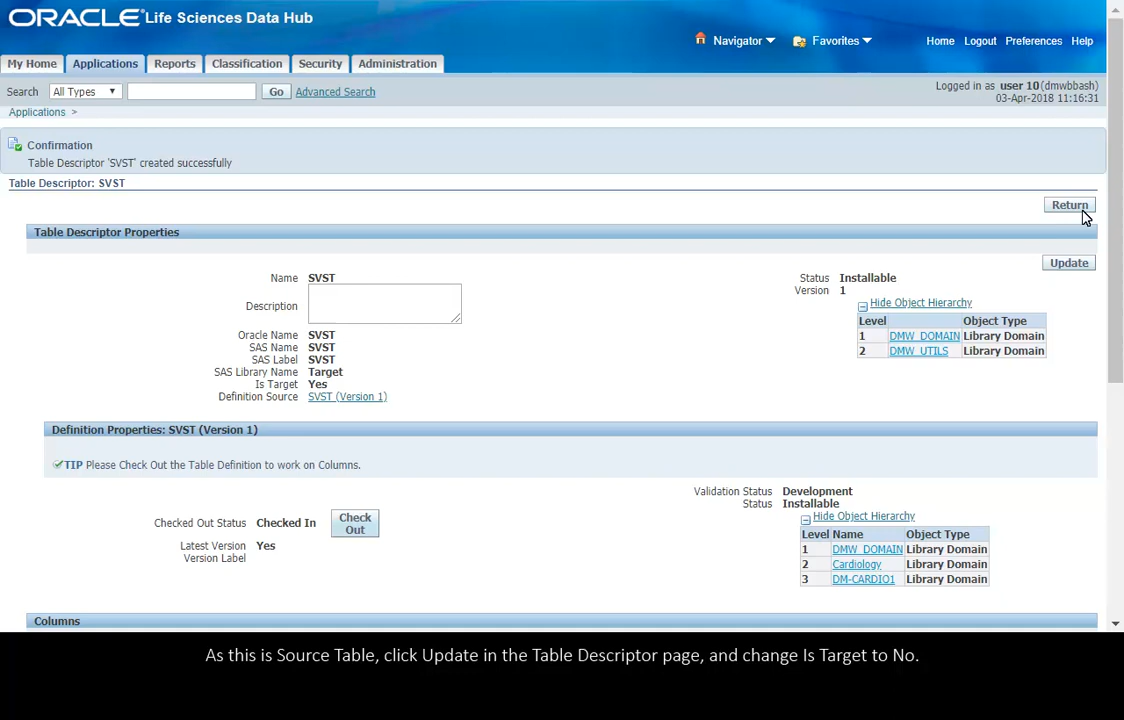 ORACLE Life Sciences Data Hub
Navigator Favorites Home Logout Preferences Help
My Home Applications Reports Classification Security Administration
Search All Types Go Advanced Search
Logged in as user 10 (dmwbbash)
03-Apr-2018 11:16:31
Applications >
Confirmation
Table Descriptor 'SVST' created successfully
Table Descriptor: SVST
Return
Table Descriptor Properties
Update
Name SVST
Description
Oracle Name SVST
SAS Name SVST
SAS Label SVST
SAS Library Name Target
Is Target Yes
Definition Source SVST (Version 1)
Status Installable
Version 1
Hide Object Hierarchy
Level Object Type
1 DMW_DOMAIN Library Domain
2 DMW_UTILS Library Domain
Definition Properties: SVST (Version 1)
TIP Please Check Out the Table Definition to work on Columns.
Checked Out Status Checked In Check Out
Latest Version Yes
Version Label
Validation Status Development
Status Installable
Hide Object Hierarchy
Level Name Object Type
1 DMW_DOMAIN Library Domain
2 Cardiology Library Domain
3 DM-CARDIO1 Library Domain
Columns
As this is Source Table, click Update in the Table Descriptor page, and change Is Target to No.